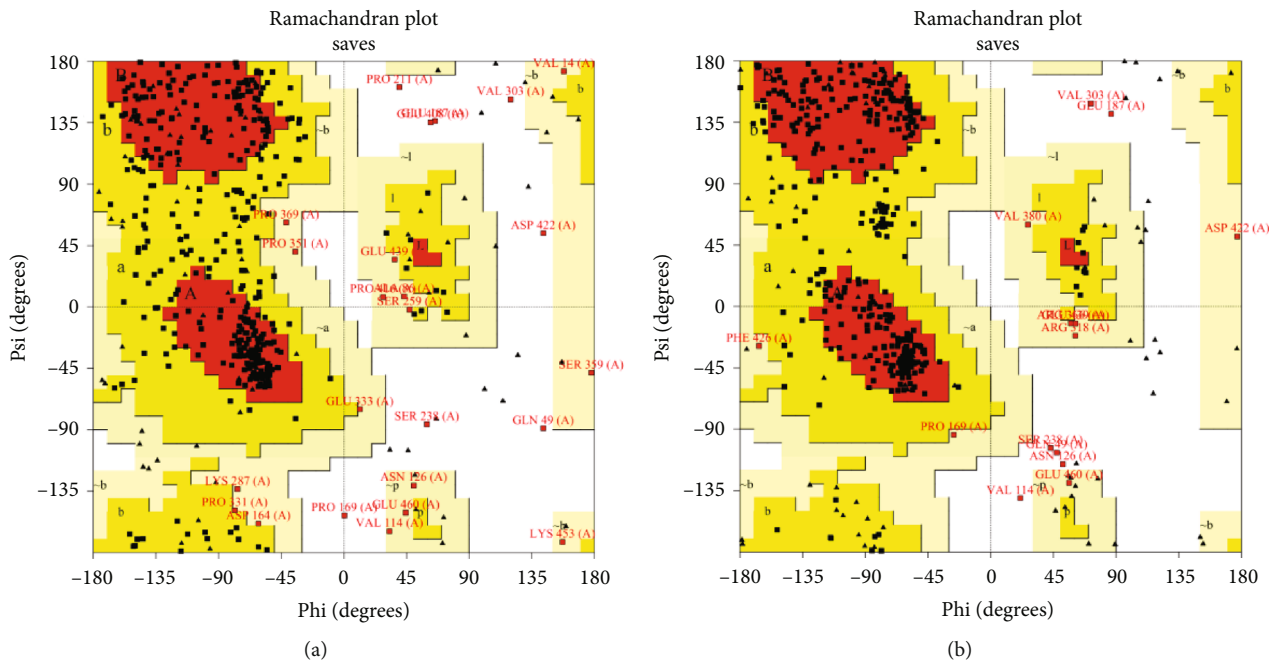 Ramachandran plot
saves
180
135
90
45
0
−45
−90
−135
Psi (degrees)
−180
−135
−90
−45
0
45
90
135
180
Phi (degrees)
B
b
~b
a
A
~a
~l
l
L
~p
p
~b
b
~b
b
~b
VAL 14 (A)
PRO 211 (A)
VAL 303 (A)
GLU 187 (A)
PRO 369 (A)
ASP 422 (A)
PRO 351 (A)
GLU 439 (A)
SER 259 (A)
SER 359 (A)
GLU 333 (A)
SER 238 (A)
GLN 49 (A)
LYS 287 (A)
ASN 126 (A)
PRO 331 (A)
ASP 164 (A)
PRO 169 (A)
GLU 460 (A)
VAL 114 (A)
LYS 453 (A)
(a)
Ramachandran plot
saves
180
135
90
45
0
−45
−90
−135
Psi (degrees)
−180
−135
−90
−45
0
45
90
135
180
Phi (degrees)
B
b
~b
a
A
~a
~l
l
L
~p
p
~b
b
~b
b
~b
VAL 303 (A)
GLU 187 (A)
VAL 380 (A)
ASP 422 (A)
ARG 318 (A)
PHE 426 (A)
PRO 169 (A)
SER 238 (A)
GLN 49 (A)
ASN 126 (A)
GLU 460 (A)
VAL 114 (A)
(b)